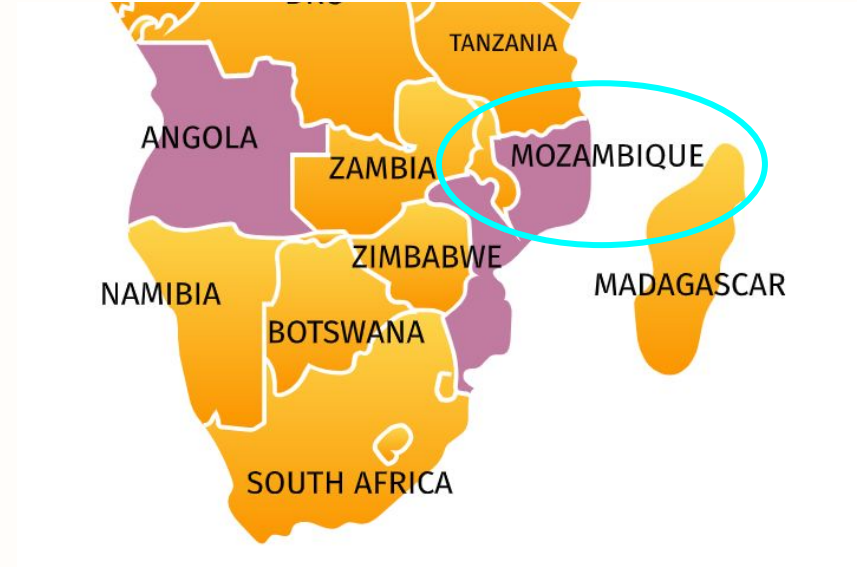 TANZANIA
ANGOLA
MOZAMBIQUE
ZAMBIA
ZIMBABWE
MADAGASCAR
NAMIBIA
BOTSWANA
SOUTH AFRICA